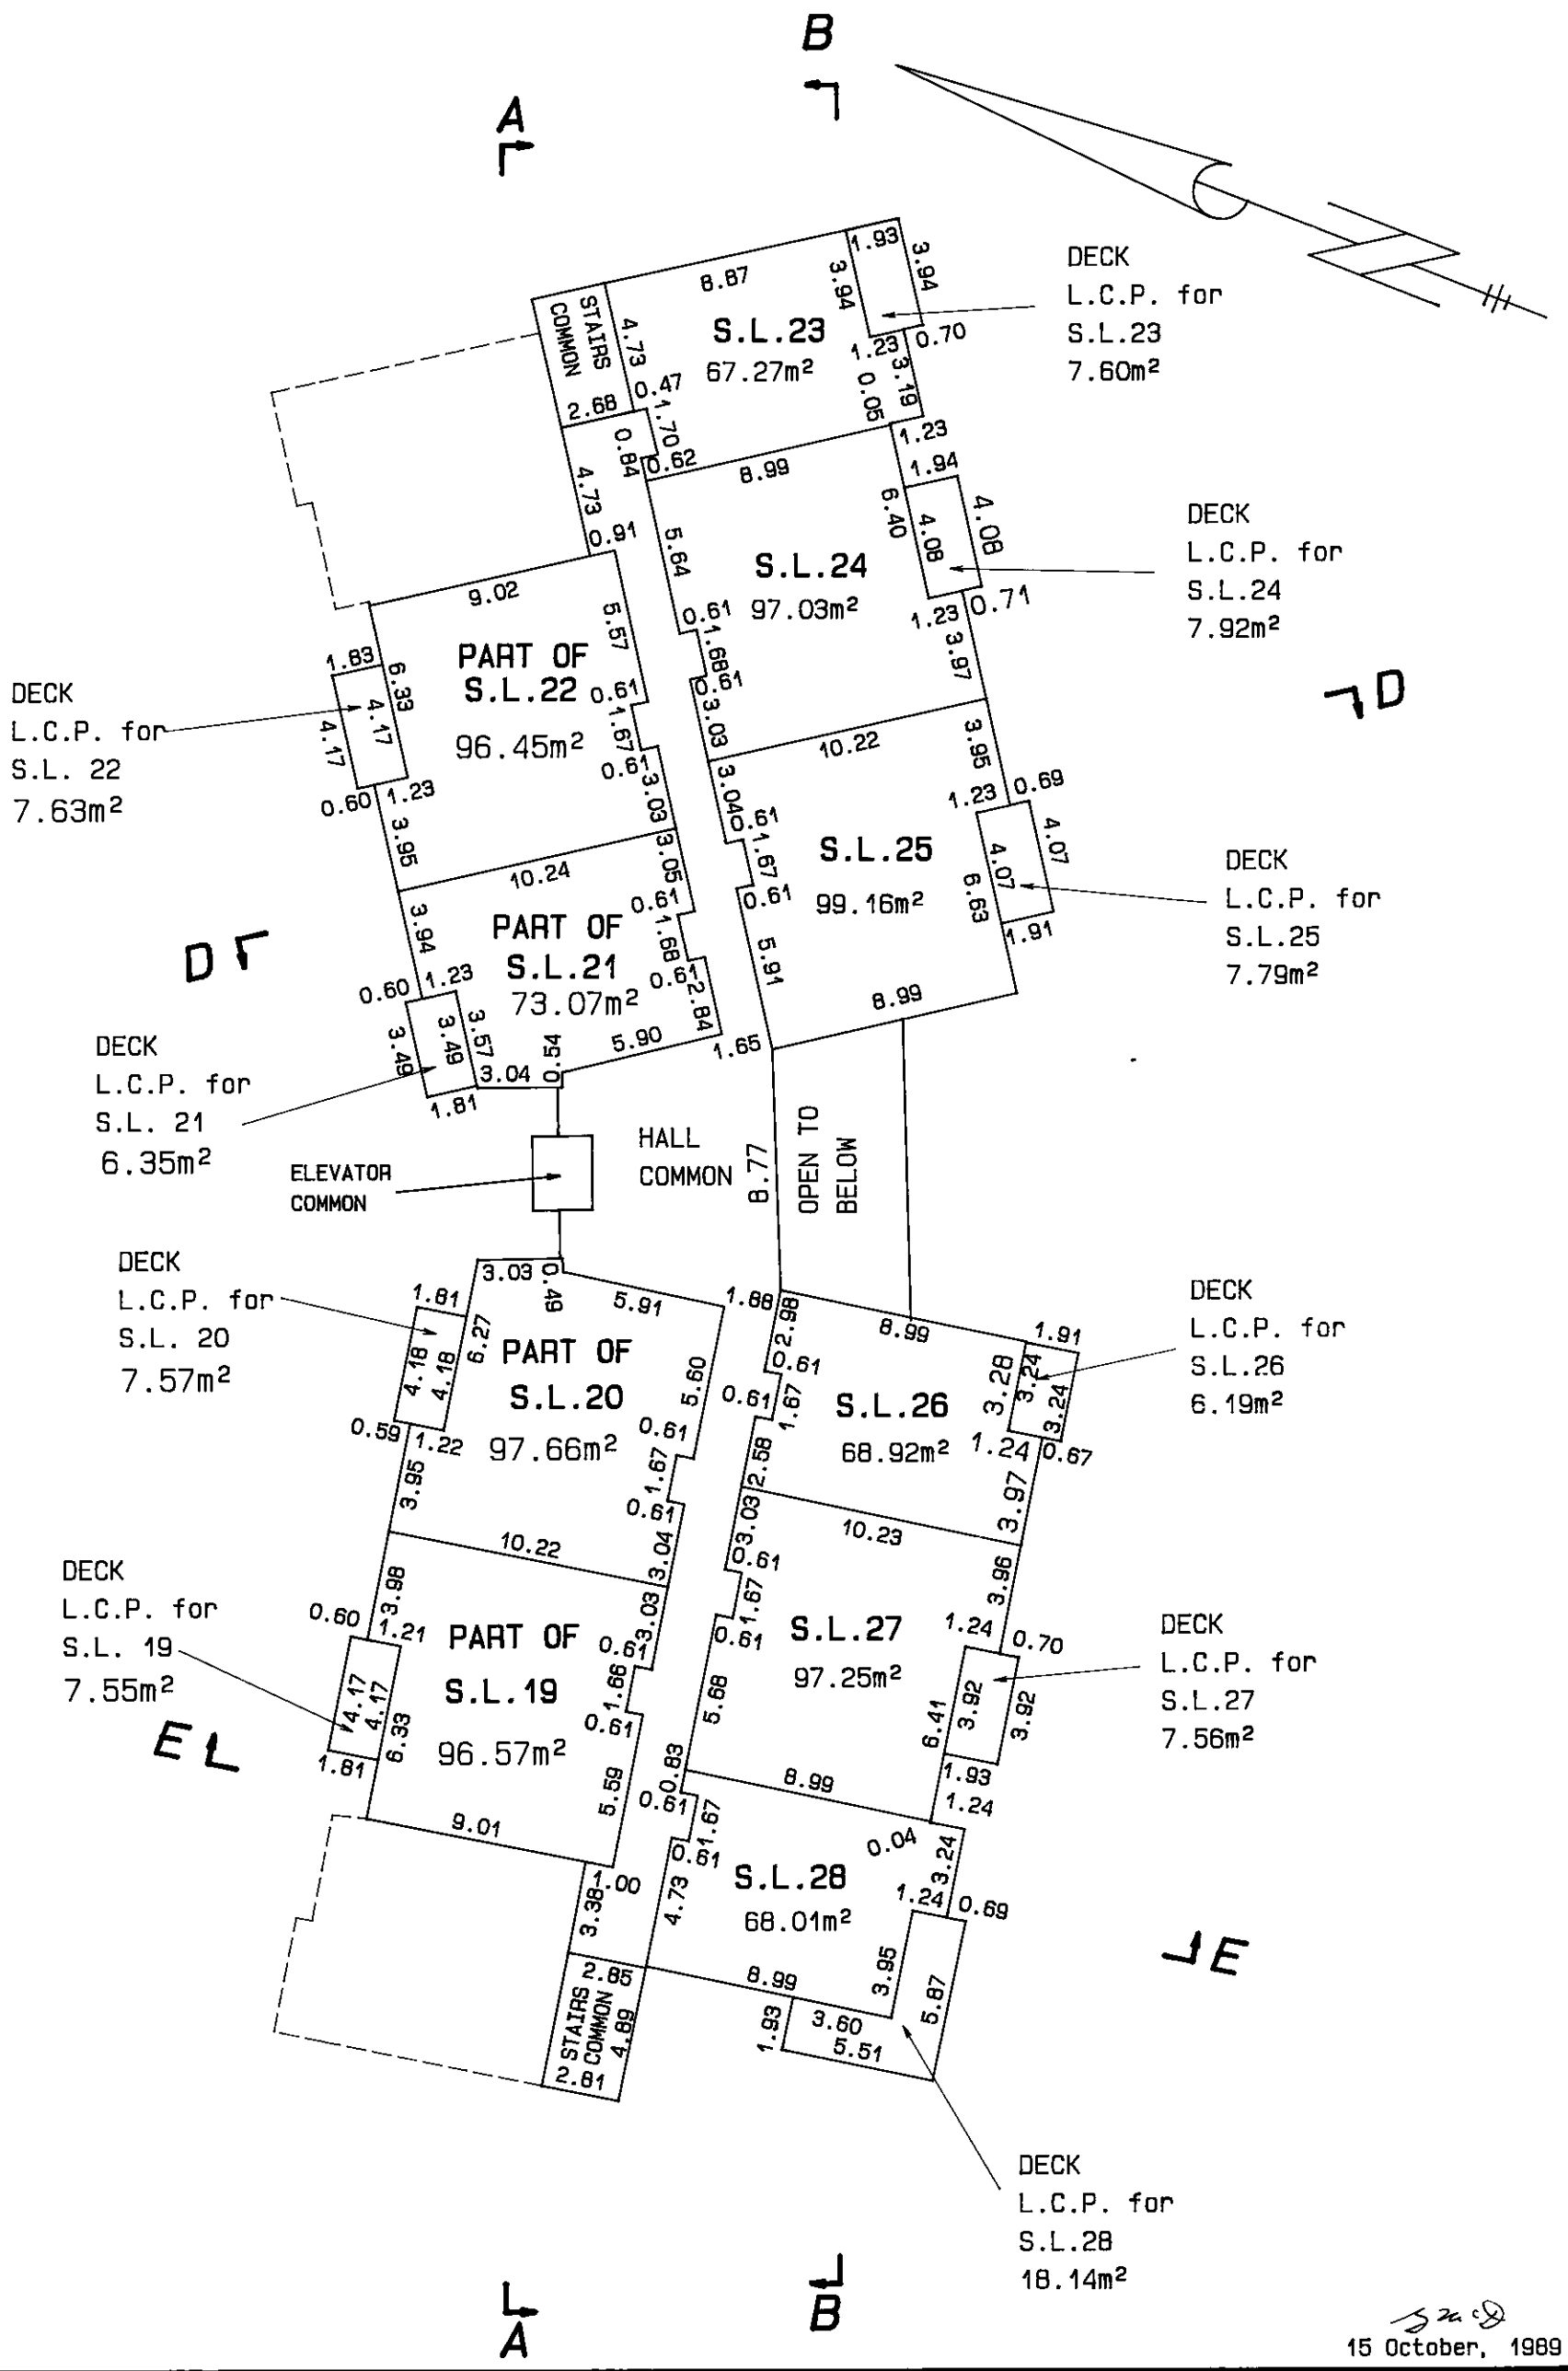 B
A
1.93
3.94
3.94
8.87
DECK
L.C.P. for
S.L.23
7.60m²
STAIRS
COMMON
4.73
S.L.23
67.27m²
1.23
0.70
3.19
0.05
0.47
2.68
1.70
0.84
0.62
8.99
1.23
1.94
4.73
0.91
5.64
6.40
4.08
4.08
S.L.24
97.03m²
DECK
L.C.P. for
S.L.24
7.92m²
1.23
0.71
3.97
9.02
5.57
0.61
1.68
0.61
3.03
1.83
6.33
4.17
4.17
PART OF
S.L.22
96.45m²
0.61
1.67
0.61
3.03
DECK
L.C.P. for
S.L. 22
7.63m²
0.60
1.23
3.95
D
10.22
3.95
1.23
0.69
3.04
0.61
1.67
0.61
S.L.25
99.16m²
4.07
4.07
6.63
1.91
DECK
L.C.P. for
S.L.25
7.79m²
10.24
3.05
0.61
1.68
0.61
2.84
3.94
PART OF
S.L.21
73.07m²
D
0.60
1.23
3.49
3.49
3.57
5.91
8.99
5.90
1.65
0.54
3.04
1.81
DECK
L.C.P. for
S.L. 21
6.35m²
HALL
COMMON
8.77
OPEN TO
BELOW
ELEVATOR
COMMON
DECK
L.C.P. for
S.L. 20
7.57m²
3.03
0.49
5.91
1.81
6.27
4.18
4.18
PART OF
S.L.20
97.66m²
5.60
0.61
1.67
0.61
3.04
0.59
1.22
3.95
1.88
2.98
0.61
0.61
1.67
2.58
8.99
1.91
3.28
3.24
3.24
S.L.26
68.92m²
1.24
0.67
3.97
DECK
L.C.P. for
S.L.26
6.19m²
10.22
10.23
3.03
0.61
1.67
0.61
5.68
3.96
S.L.27
97.25m²
1.24
0.70
6.41
3.92
3.92
1.93
1.24
DECK
L.C.P. for
S.L.27
7.56m²
DECK
L.C.P. for
S.L. 19
7.55m²
3.98
0.60
1.21
4.17
4.17
6.33
1.81
PART OF
S.L.19
96.57m²
3.03
0.61
1.66
0.61
5.59
E
9.01
0.83
0.61
1.67
0.61
8.99
0.04
3.24
S.L.28
68.01m²
1.24
0.69
4.73
1.00
3.38
3.95
5.87
8.99
1.93
3.60
5.51
E
2.85
STAIRS
COMMON
4.89
2.81
DECK
L.C.P. for
S.L.28
18.14m²
A
B
15 October, 1989